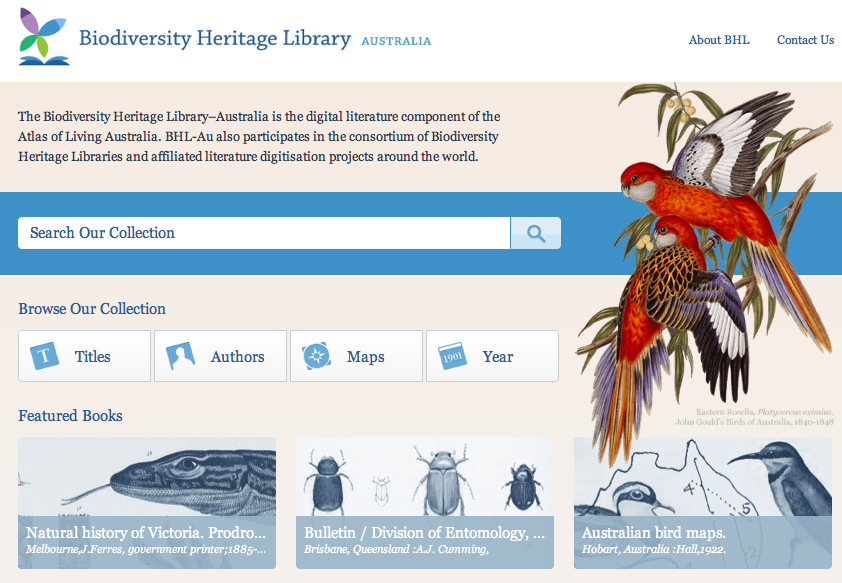 Biodiversity Heritage Library AUSTRALIA
About BHL
Contact Us
The Biodiversity Heritage Library–Australia is the digital literature component of the
Atlas of Living Australia. BHL-Au also participates in the consortium of Biodiversity
Heritage Libraries and affiliated literature digitisation projects around the world.
Search Our Collection
Browse Our Collection
T Titles
Authors
Maps
1901 Year
Eastern Rosella, Platycercus eximius,
John Gould's Birds of Australia, 1840-1848
Featured Books
Natural history of Victoria. Prodro...
Melbourne,J.Ferres, government printer;1885-...
Bulletin / Division of Entomology, ...
Brisbane, Queensland :A.J. Cumming,
4
5
Australian bird maps.
Hobart, Australia :Hall,1922.